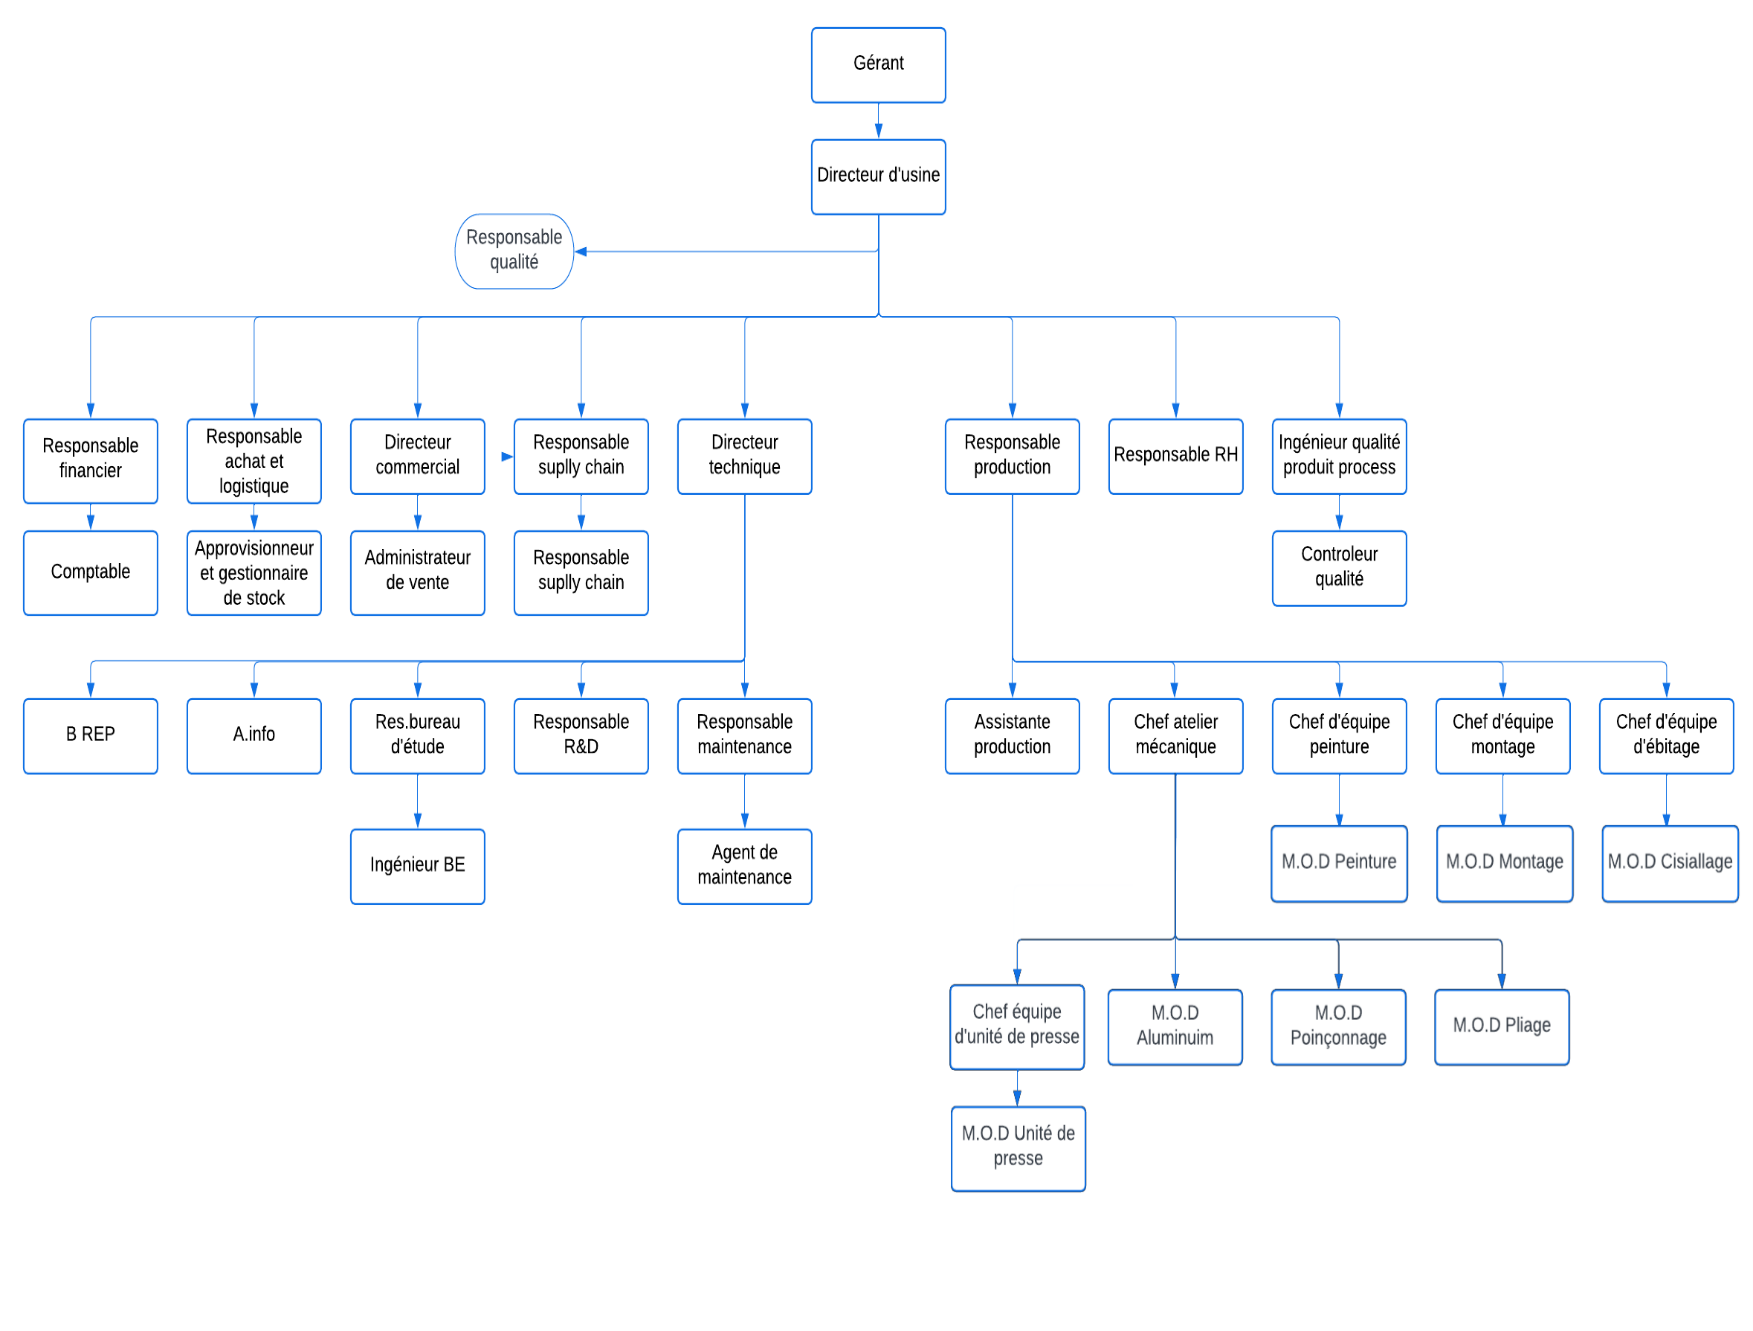 Gérant
Directeur d'usine
Responsable
qualité
Responsable
financier
Responsable
achat et
logistique
Directeur
commercial
Responsable
suplly chain
Directeur
technique
Responsable
production
Responsable RH
Ingénieur qualité
produit process
Comptable
Approvisionneur
et gestionnaire
de stock
Administrateur
de vente
Responsable
suplly chain
Controleur
qualité
B REP
A.info
Res.bureau
d'étude
Responsable
R&D
Responsable
maintenance
Assistante
production
Chef atelier
mécanique
Chef d'équipe
peinture
Chef d'équipe
montage
Chef d'équipe
d'ébitage
Ingénieur BE
Agent de
maintenance
M.O.D Peinture
M.O.D Montage
M.O.D Cisiallage
Chef équipe
d'unité de presse
M.O.D
Aluminuim
M.O.D
Poinçonnage
M.O.D Pliage
M.O.D Unité de
presse